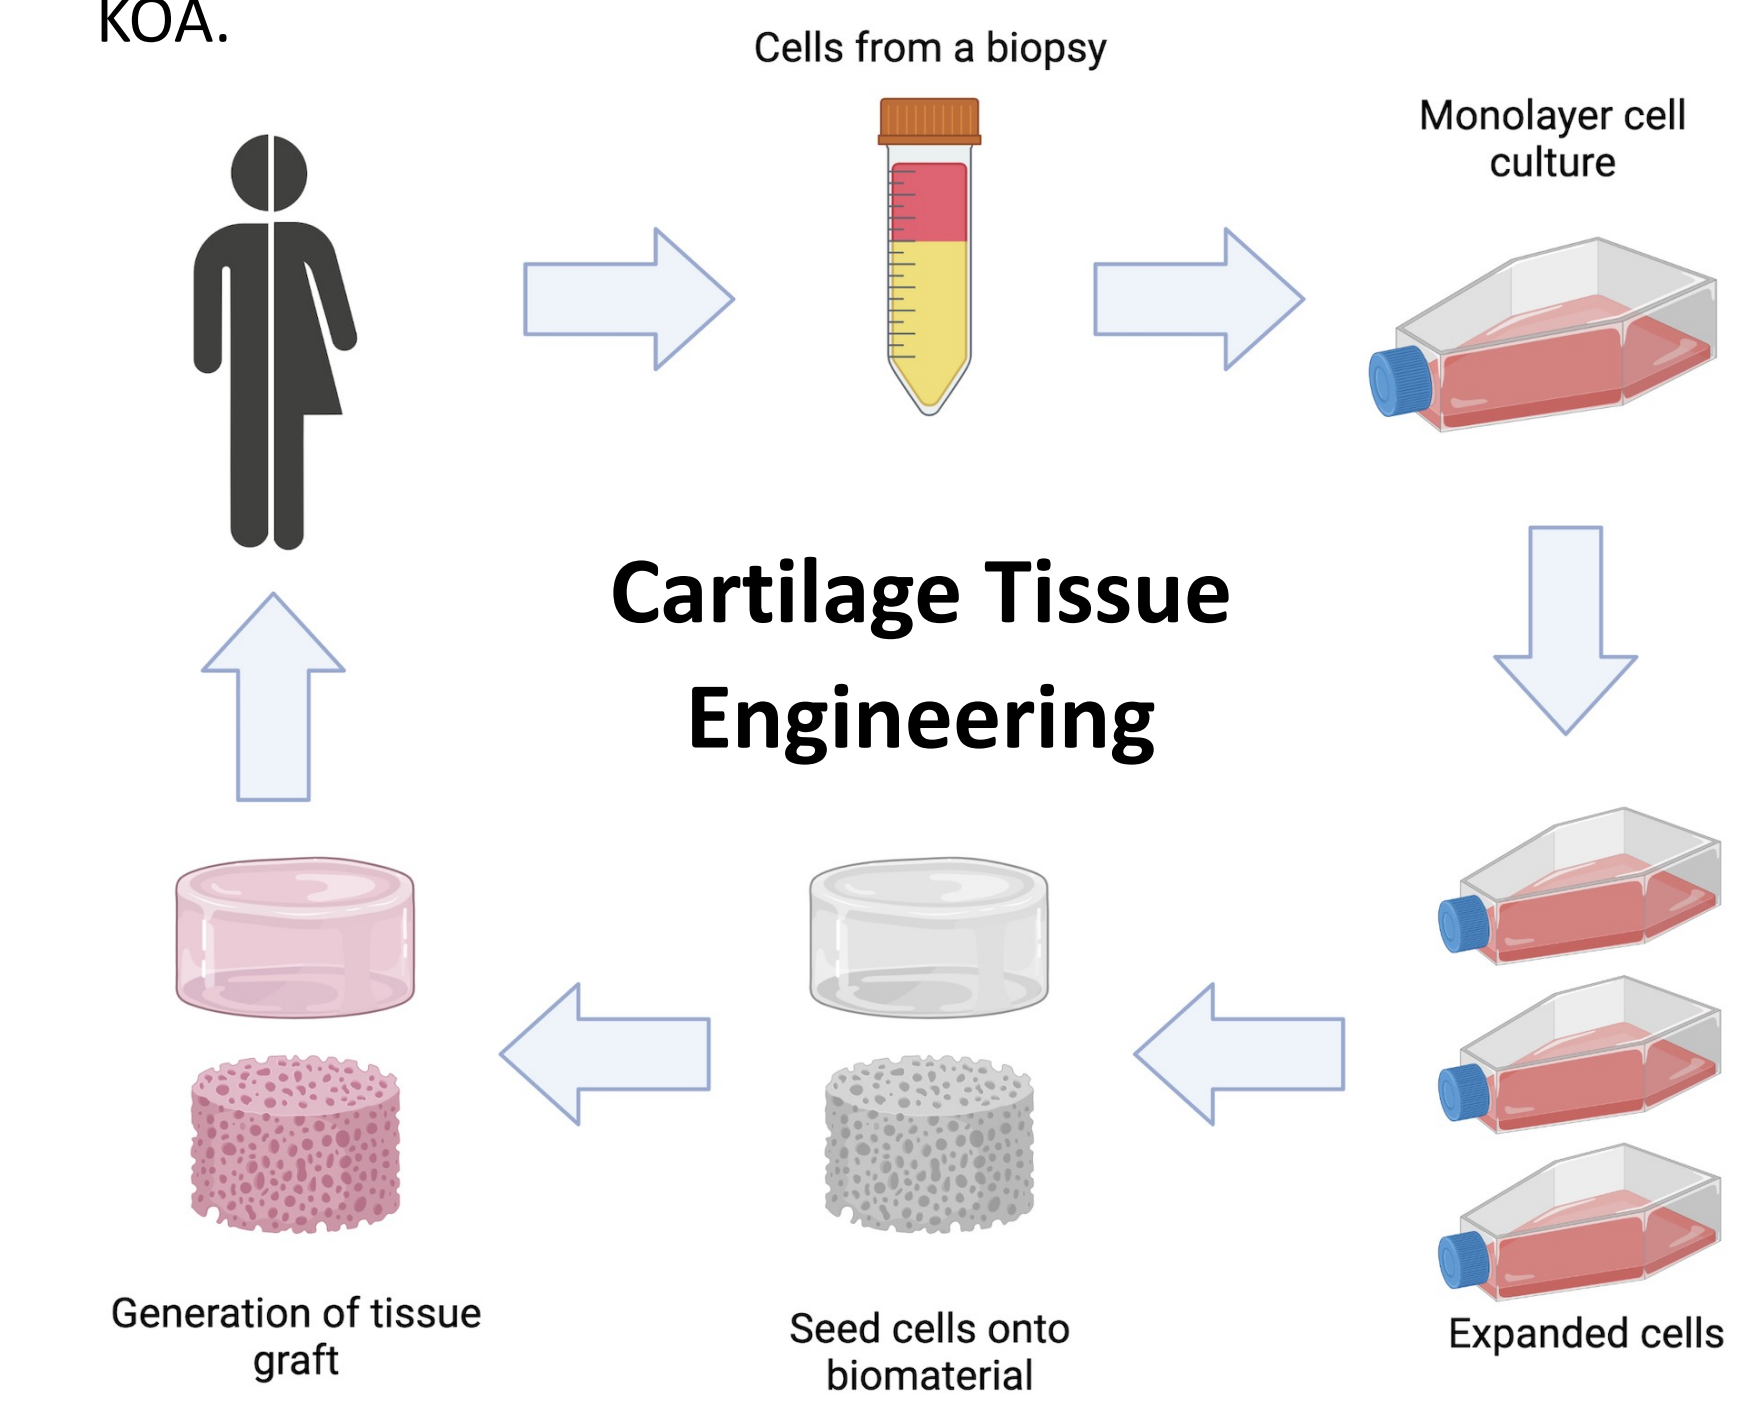 KOA.
Cells from a biopsy
Monolayer cell
culture
Cartilage Tissue
Engineering
Generation of tissue
graft
Seed cells onto
biomaterial
Expanded cells